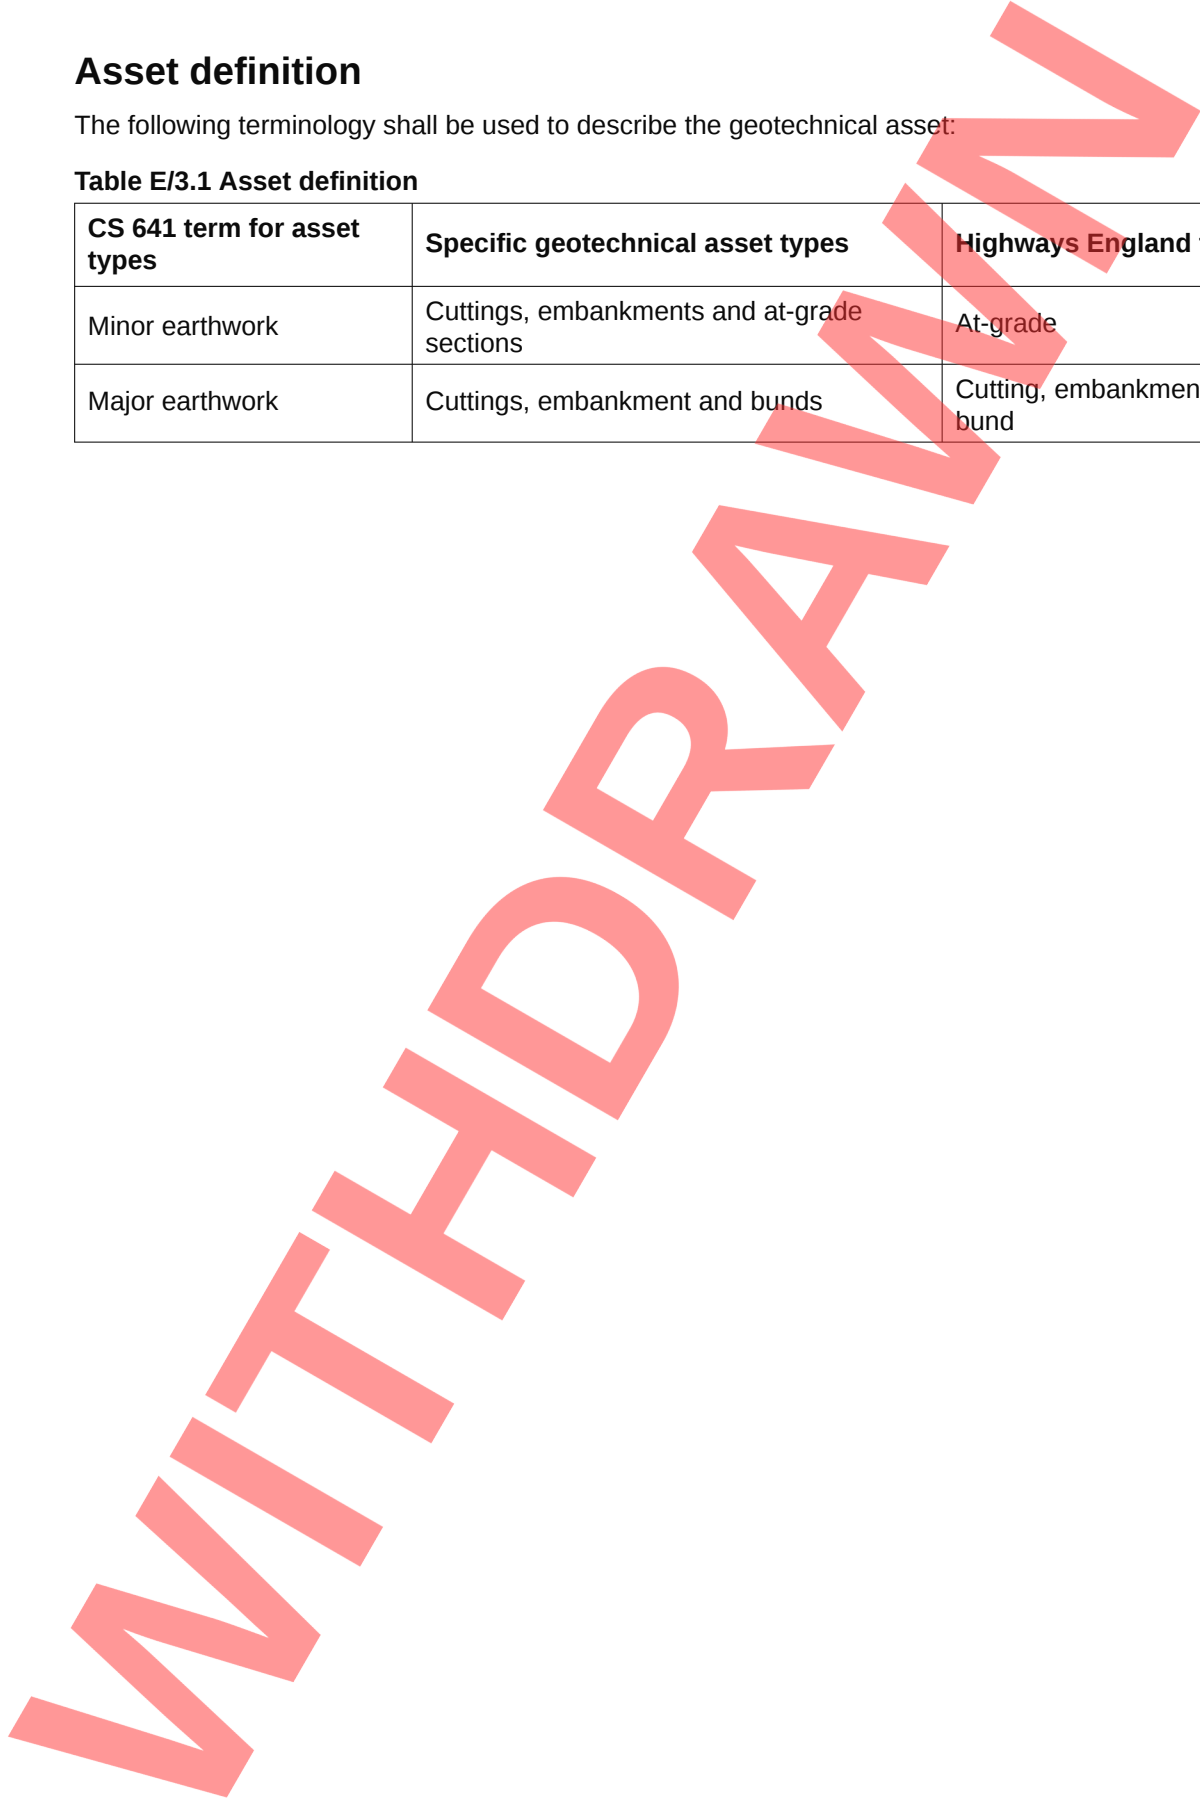 Asset definition
The following terminology shall be used to describe the geotechnical asset:
Table E/3.1 Asset definition
CS 641 term for asset
types
Specific geotechnical asset types
Highways England
Minor earthwork
Cuttings, embankments and at-grade
sections
At-grade
Major earthwork
Cuttings, embankment and bunds
Cutting, embankmen
bund
WITHDRAWN